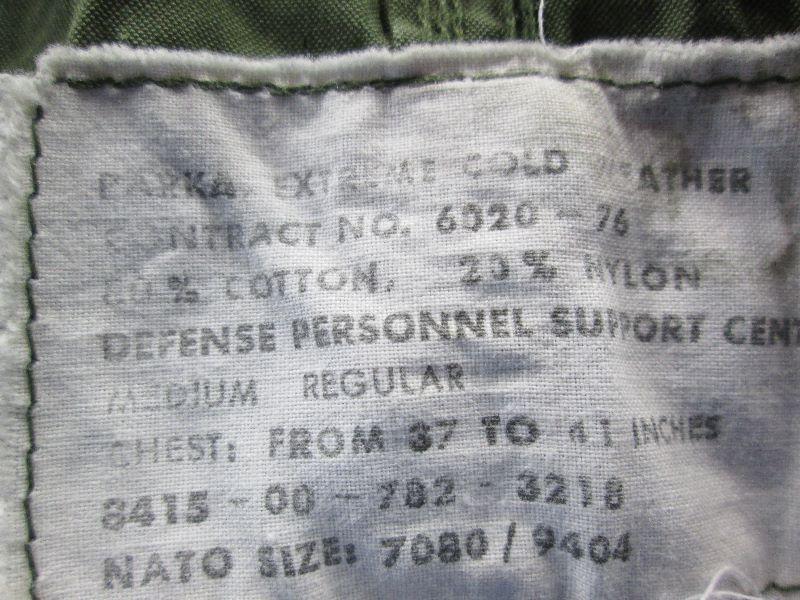 PARKA, EXTREME COLD WEATHER
CONTRACT NO. 6020 - 76
80% COTTON, 20% NYLON
DEFENSE PERSONNEL SUPPORT CENT
MEDIUM REGULAR
CHEST: FROM 37 TO 41 INCHES
8415 - 00 - 782 - 3218
NATO SIZE: 7080 / 9404